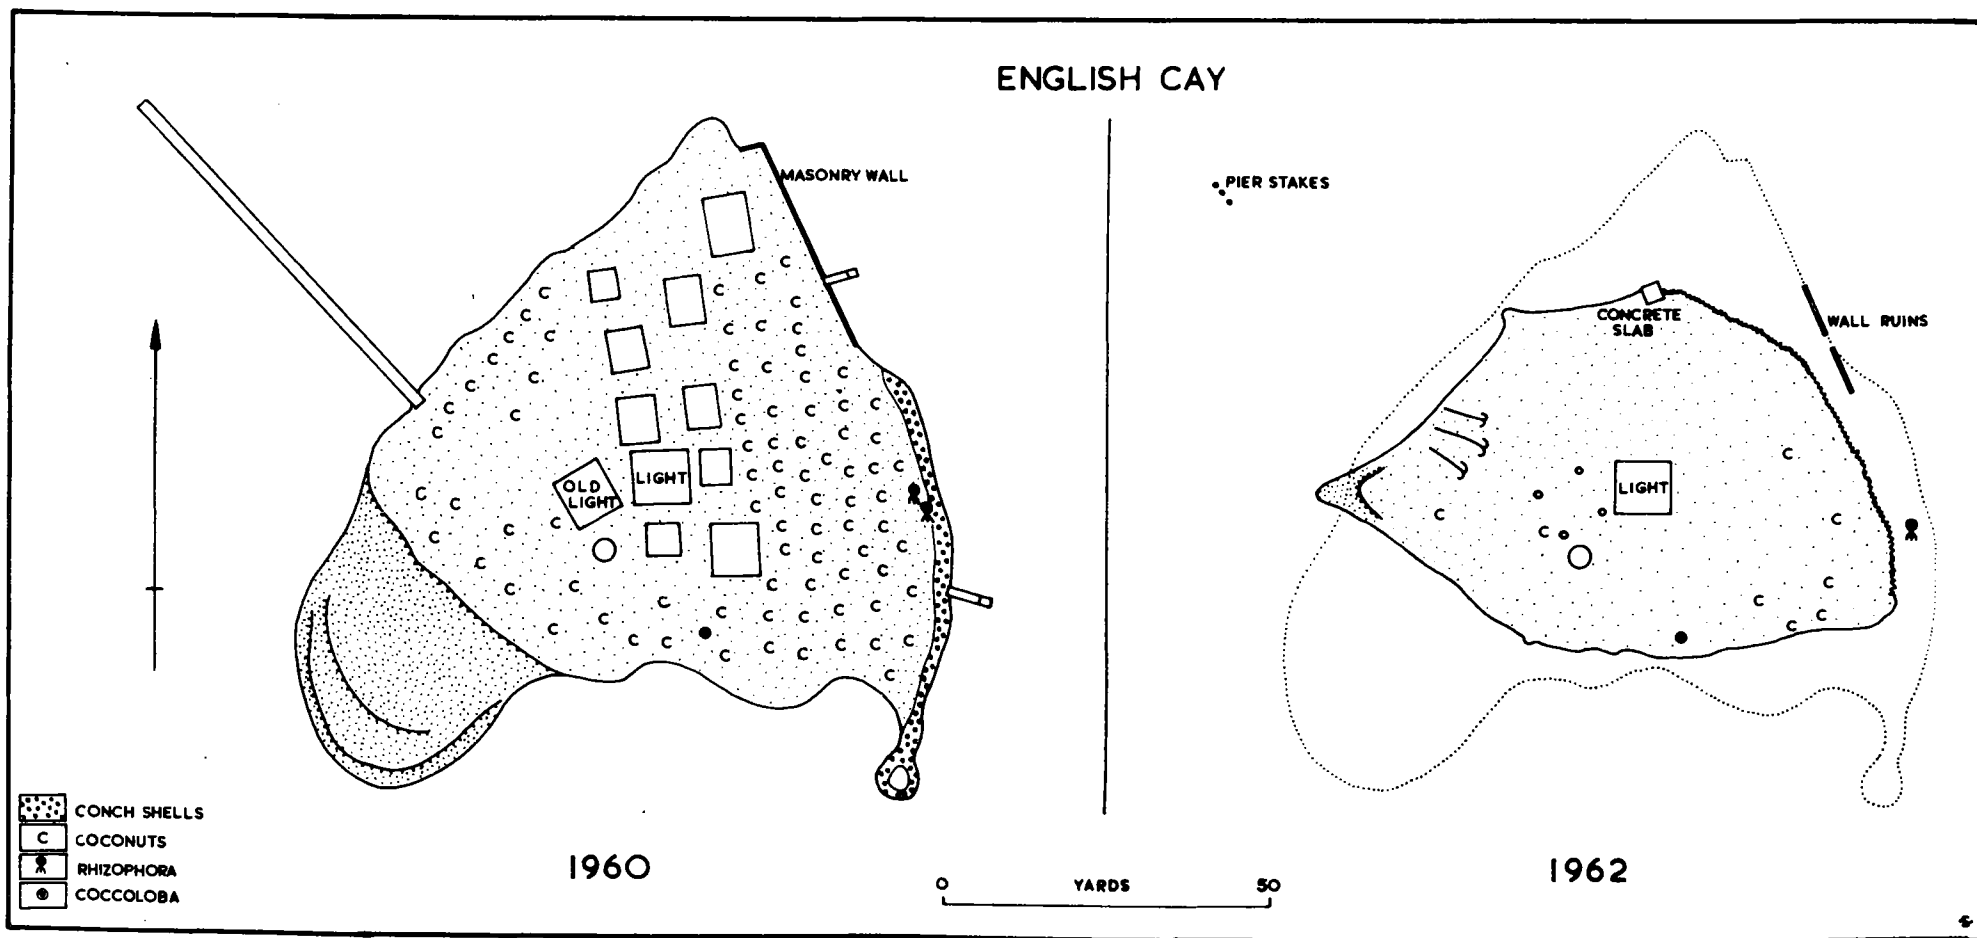 ENGLISH CAY
MASONRY WALL
OLD
LIGHT
LIGHT
PIER STAKES
CONCRETE
SLAB
WALL RUINS
LIGHT
CONCH SHELLS
C COCONUTS
RHIZOPHORA
COCCOLOBA
1960
0 YARDS 50
1962